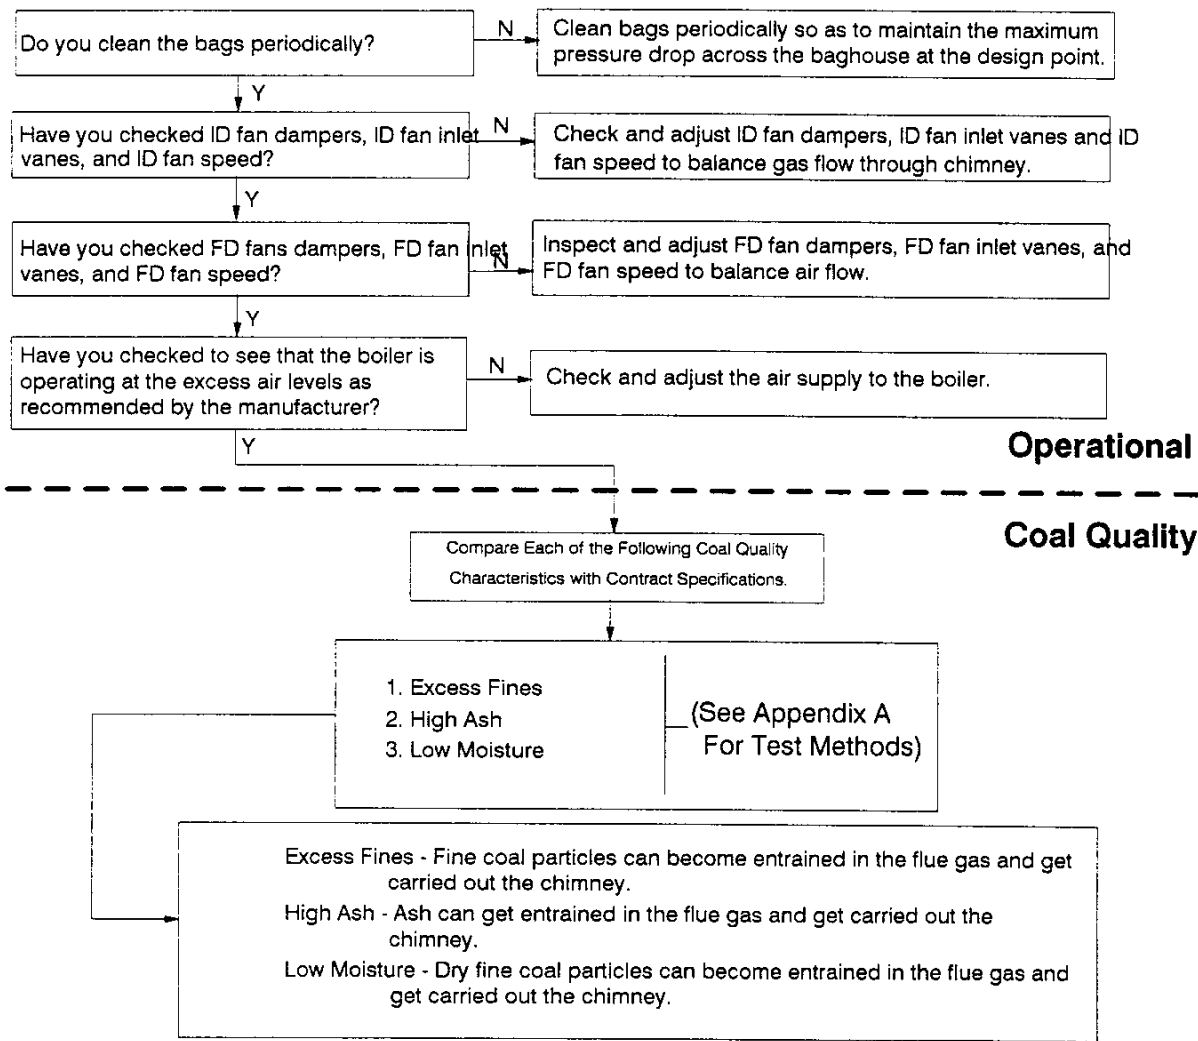 Do you clean the bags periodically?
N
Clean bags periodically so as to maintain the maximum
pressure drop across the baghouse at the design point.
Y
Have you checked ID fan dampers, ID fan inlet
vanes, and ID fan speed?
N
Check and adjust ID fan dampers, ID fan inlet vanes and ID
fan speed to balance gas flow through chimney.
Y
Have you checked FD fans dampers, FD fan inlet
vanes, and FD fan speed?
N
Inspect and adjust FD fan dampers, FD fan inlet vanes, and
FD fan speed to balance air flow.
Y
Have you checked to see that the boiler is
operating at the excess air levels as
recommended by the manufacturer?
N
Check and adjust the air supply to the boiler.
Y
Operational
Coal Quality
Compare Each of the Following Coal Quality
Characteristics with Contract Specifications.
1. Excess Fines
2. High Ash
3. Low Moisture
(See Appendix A
For Test Methods)
Excess Fines - Fine coal particles can become entrained in the flue gas and get
carried out the chimney.
High Ash - Ash can get entrained in the flue gas and get carried out the
chimney.
Low Moisture - Dry fine coal particles can become entrained in the flue gas and
get carried out the chimney.